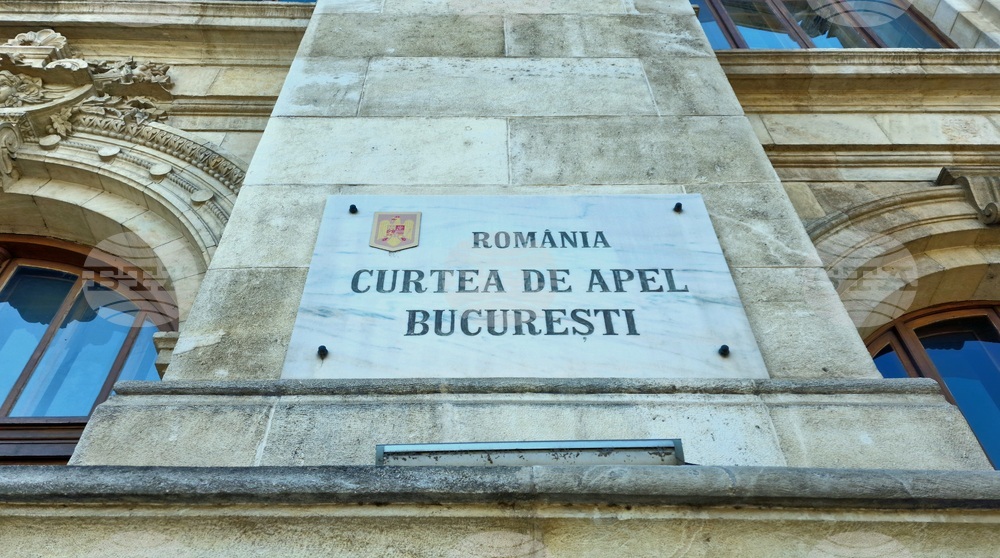 ROMÂNIA
CURTEA DE APEL
BUCUREȘTI